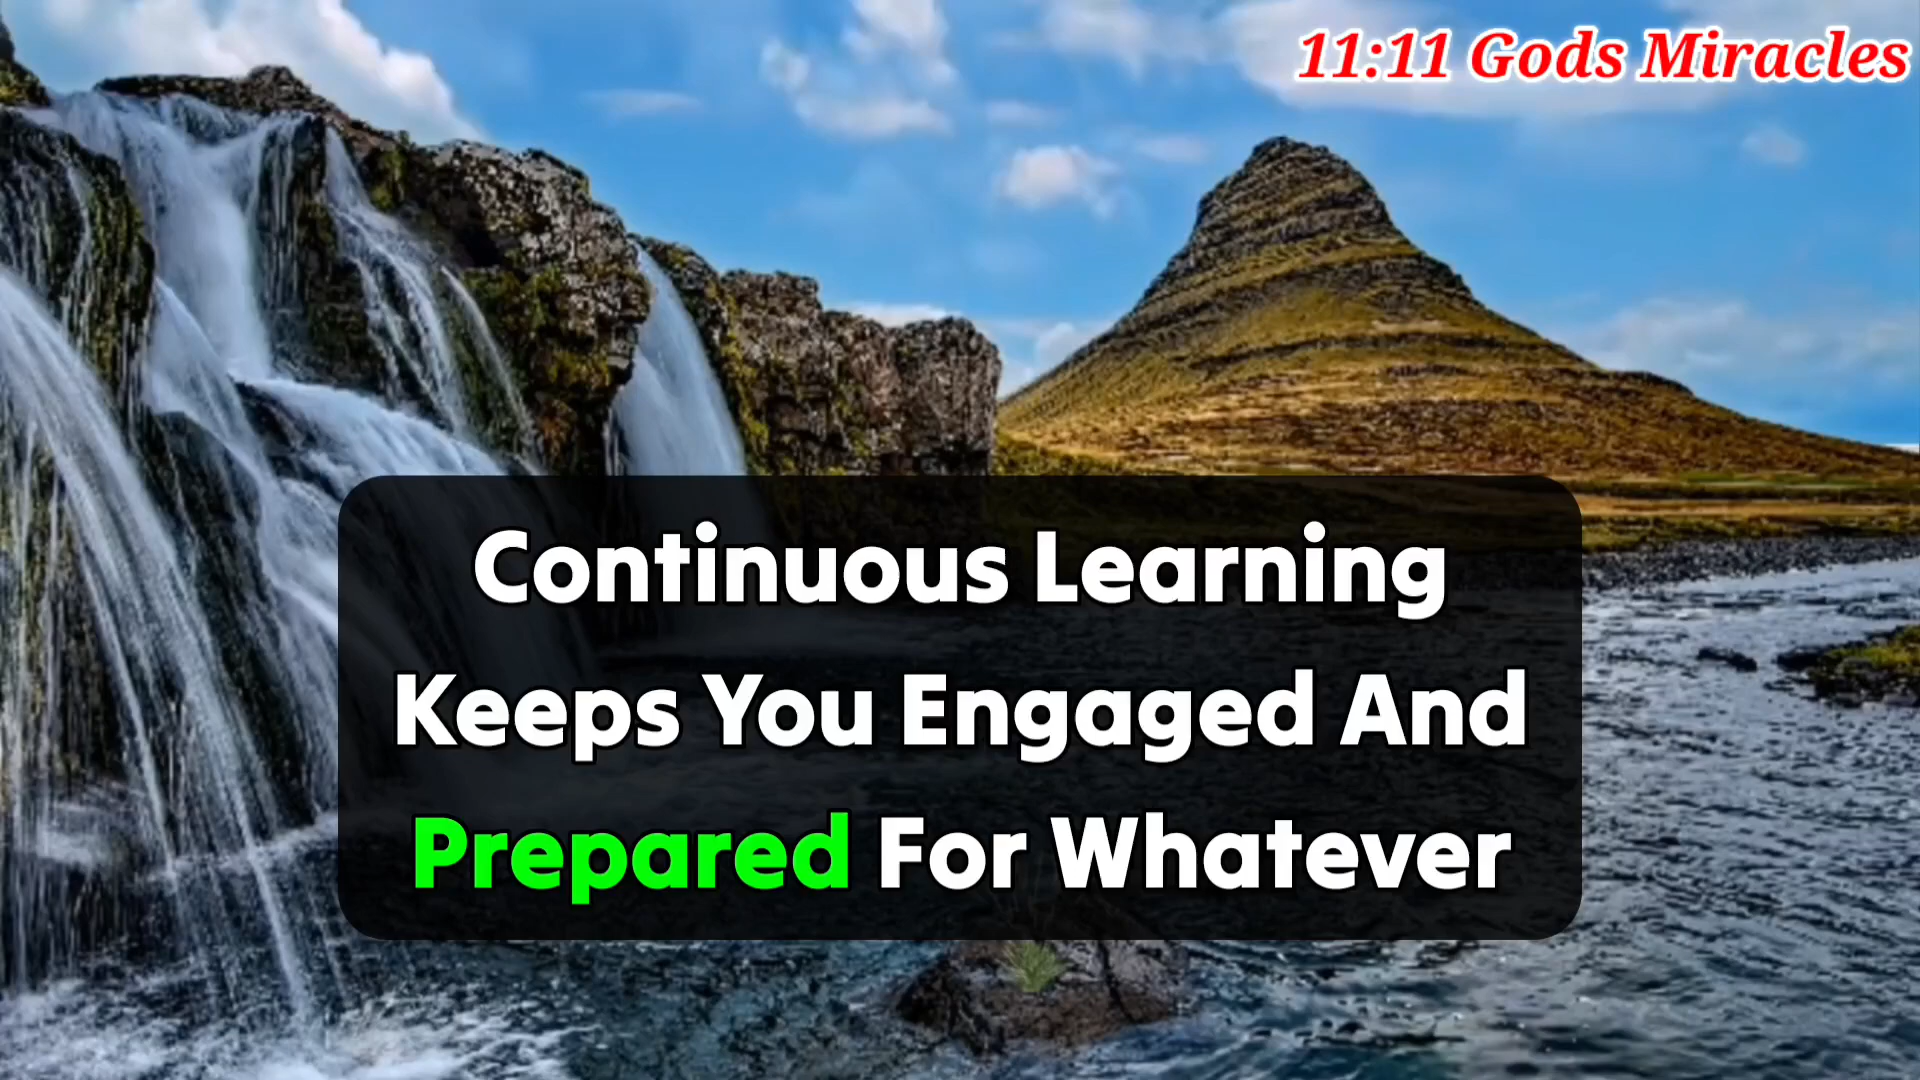 11:11 Gods Miracles
Continuous Learning
Keeps You Engaged And
Prepared For Whatever